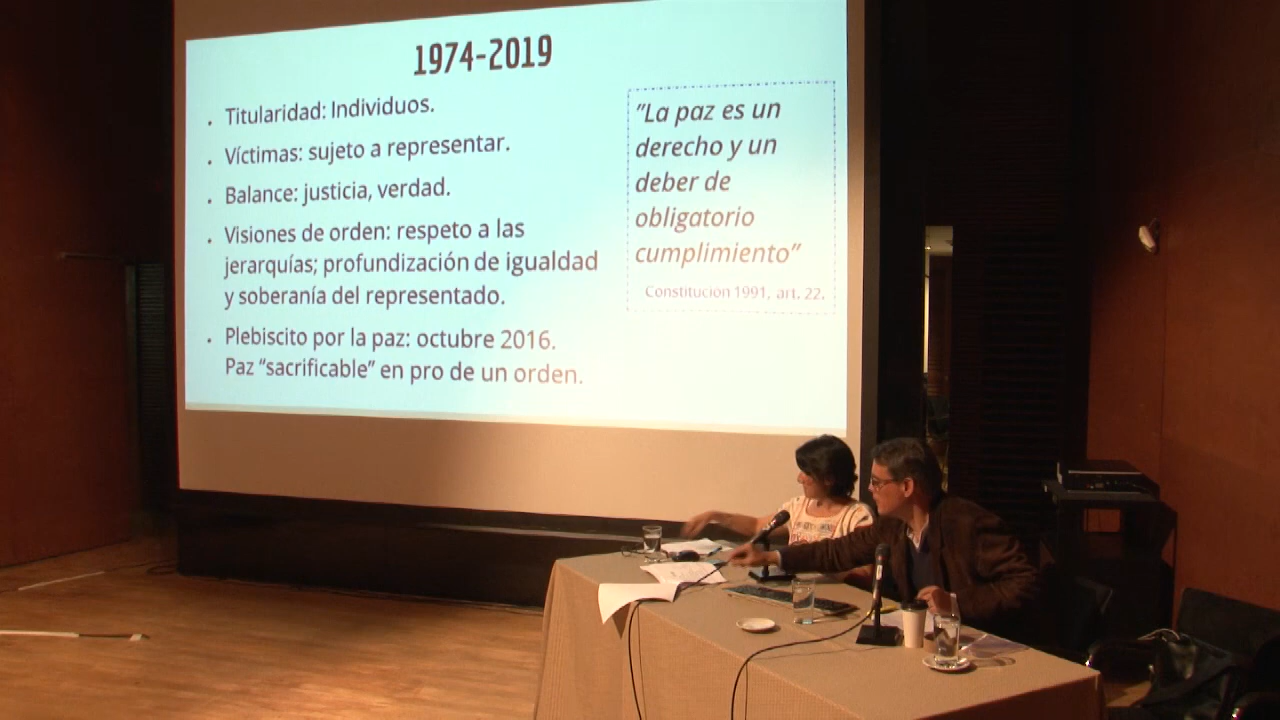 1974-2019
. Titularidad: Individuos.
. Víctimas: sujeto a representar.
. Balance: justicia, verdad.
. Visiones de orden: respeto a las
jerarquías; profundización de igualdad
y soberanía del representado.
. Plebiscito por la paz: octubre 2016.
Paz “sacrificable” en pro de un orden.
”La paz es un
derecho y un
deber de
obligatorio
cumplimiento”
Constitución 1991, art. 22.